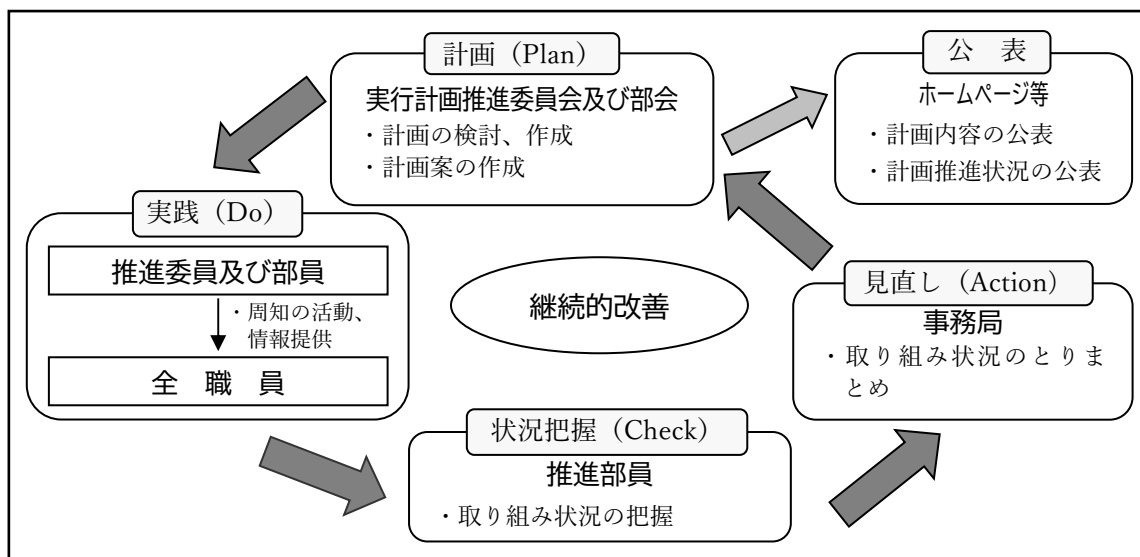 計画（Plan）
実行計画推進委員会及び部会
・計画の検討、作成
・計画案の作成
公　表
ホームページ等
・計画内容の公表
・計画推進状況の公表
実践（Do）
推進委員及び部員
・周知の活動、
情報提供
全　職　員
継続的改善
見直し（Action）
事務局
・取り組み状況のとりま
とめ
状況把握（Check）
推進部員
・取り組み状況の把握